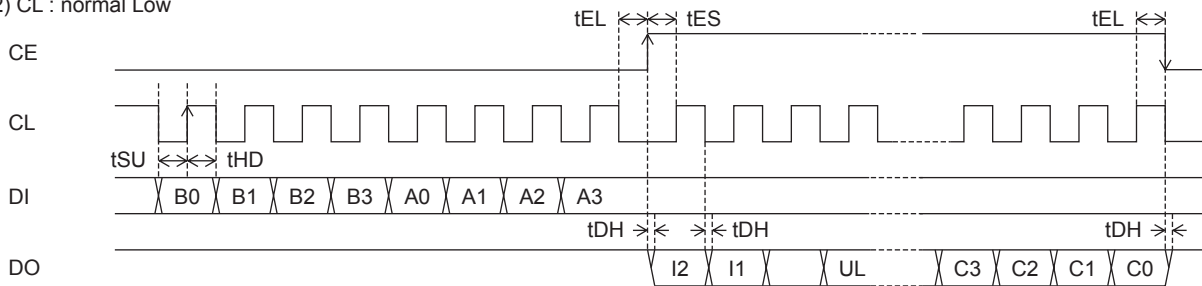 2) CL : normal Low
tEL tES tEL
CE
CL
tSU tHD
DI B0 B1 B2 B3 A0 A1 A2 A3
tDH tDH tDH
DO I2 I1 UL C3 C2 C1 C0